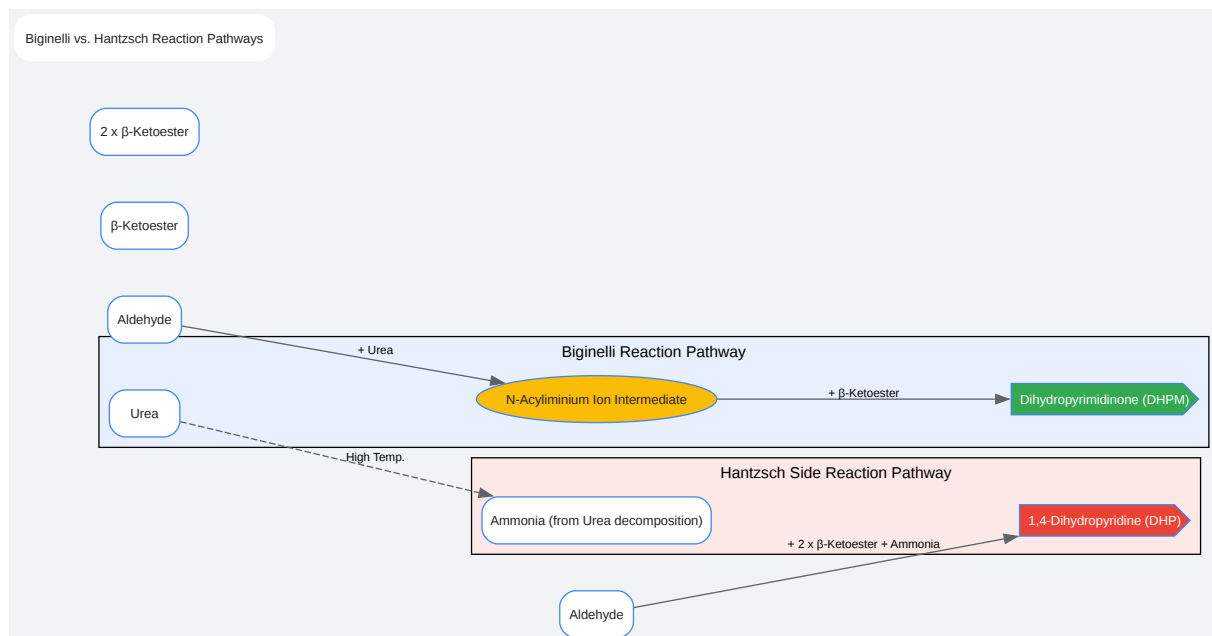 Biginelli vs. Hantzsch Reaction Pathways
2 x β-Ketoester
β-Ketoester
Aldehyde
+ Urea
Biginelli Reaction Pathway
Urea
N-Acyliminium Ion Intermediate
+ β-Ketoester
Dihydropyrimidinone (DHPM)
High Temp.
Hantzsch Side Reaction Pathway
Ammonia (from Urea decomposition)
1,4-Dihydropyridine (DHP)
+ 2 x β-Ketoester + Ammonia
Aldehyde